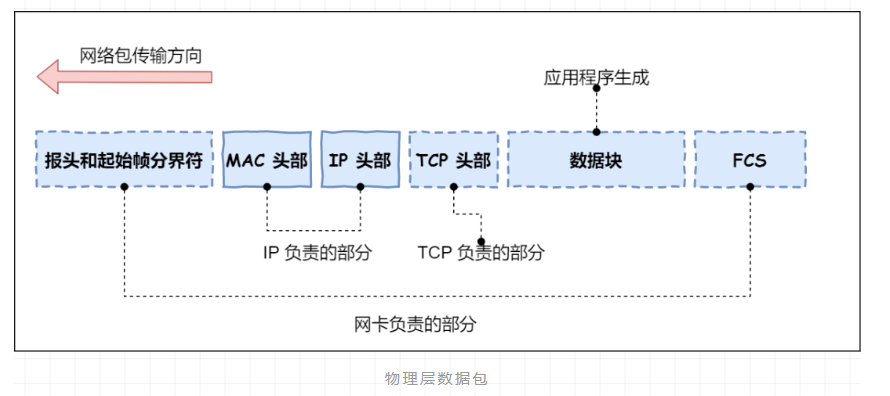 网络包传输方向
应用程序生成
报头和起始帧分界符 MAC 头部 IP 头部 TCP 头部 数据块 FCS
IP 负责的部分 TCP 负责的部分
网卡负责的部分
物理层数据包